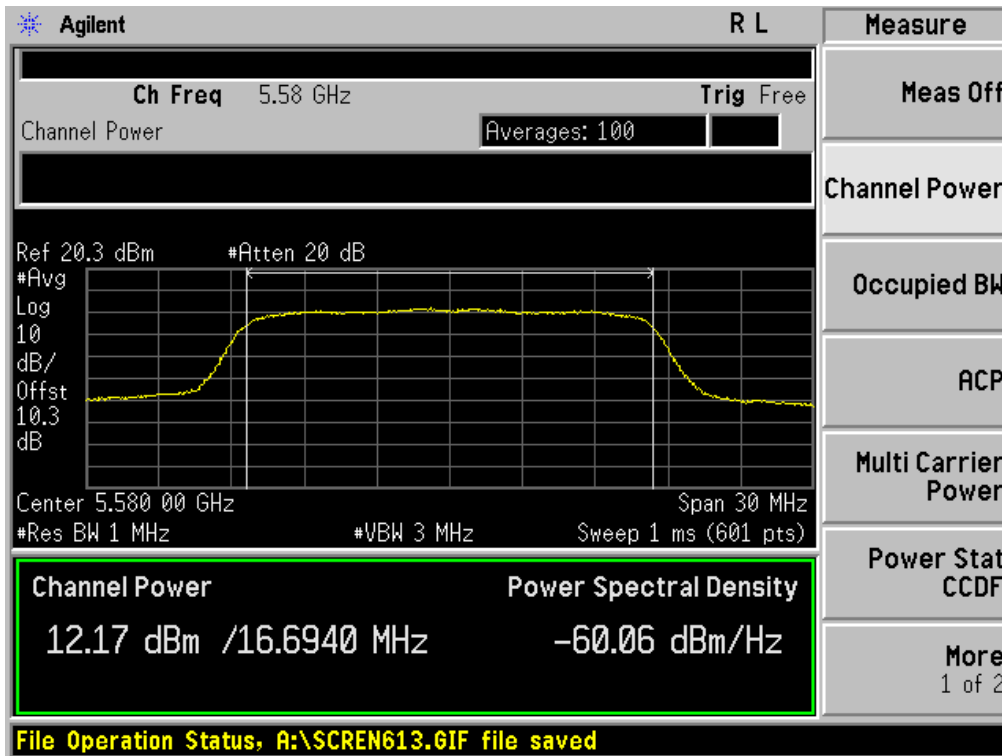 Agilent R L Measure
Ch Freq 5.58 GHz Trig Free
Meas Off
Channel Power Averages: 100
Channel Power
Ref 20.3 dBm #Atten 20 dB
#Avg
Log
10
dB/
Offst
10.3
dB
Occupied BW
ACP
Center 5.580 00 GHz Span 30 MHz
#Res BW 1 MHz #VBW 3 MHz Sweep 1 ms (601 pts)
Multi Carrier
Power
Channel Power Power Spectral Density
12.17 dBm /16.6940 MHz -60.06 dBm/Hz
Power Stat
CCDF
More
1 of 2
File Operation Status, A:\SCREN613.GIF file saved